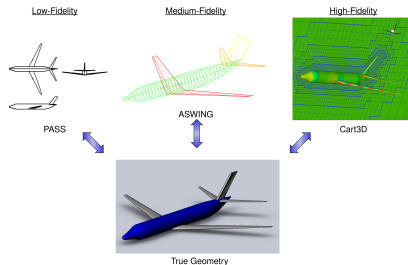 Low-Fidelity
Medium-Fidelity
High-Fidelity
PASS
ASWING
Cart3D
True Geometry